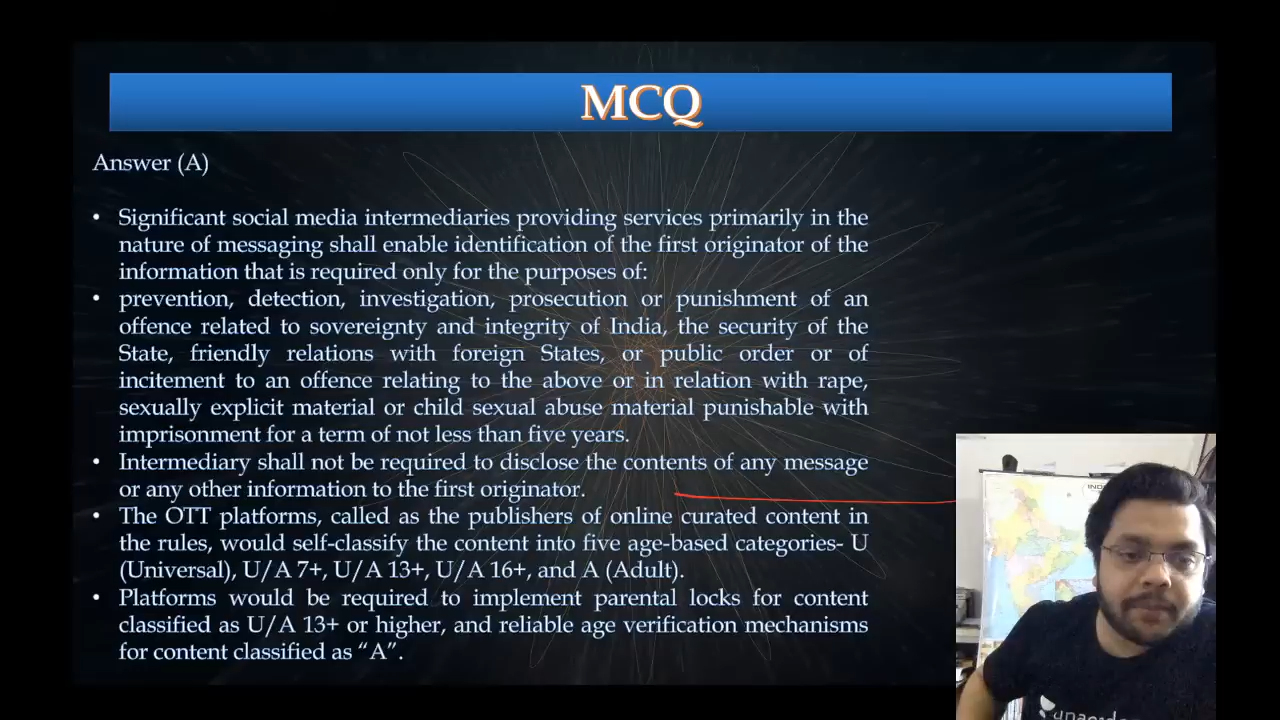 MCQ
Answer (A)
• Significant social media intermediaries providing services primarily in the
nature of messaging shall enable identification of the first originator of the
information that is required only for the purposes of:
• prevention, detection, investigation, prosecution or punishment of an
offence related to sovereignty and integrity of India, the security of the
State, friendly relations with foreign States, or public order or of
incitement to an offence relating to the above or in relation with rape,
sexually explicit material or child sexual abuse material punishable with
imprisonment for a term of not less than five years.
• Intermediary shall not be required to disclose the contents of any message
or any other information to the first originator.
• The OTT platforms, called as the publishers of online curated content in
the rules, would self-classify the content into five age-based categories- U
(Universal), U/A 7+, U/A 13+, U/A 16+, and A (Adult).
• Platforms would be required to implement parental locks for content
classified as U/A 13+ or higher, and reliable age verification mechanisms
for content classified as “A”.